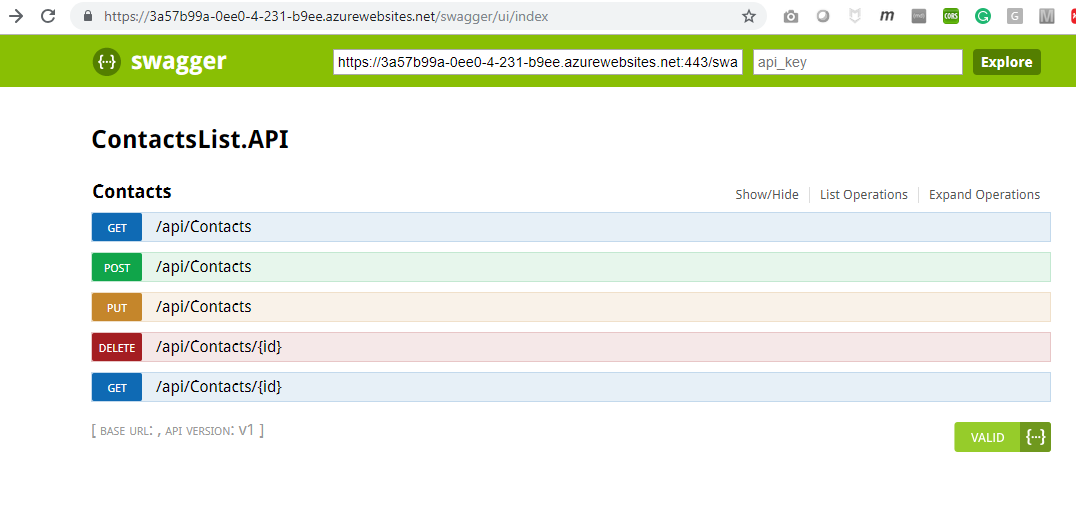 https://3a57b99a-0ee0-4-231-b9ee.azurewebsites.net/swagger/ui/index
{··} swagger https://3a57b99a-0ee0-4-231-b9ee.azurewebsites.net:443/swa api_key Explore
ContactsList.API
Contacts Show/Hide List Operations Expand Operations
GET /api/Contacts
POST /api/Contacts
PUT /api/Contacts
DELETE /api/Contacts/{id}
GET /api/Contacts/{id}
[ BASE URL: , API VERSION: V1 ]
VALID {···}